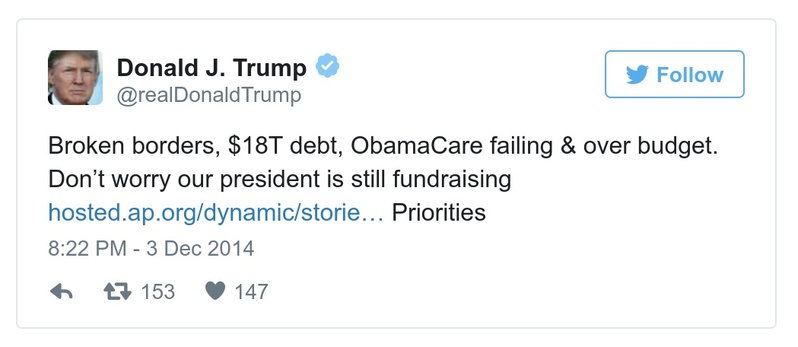 Donald J. Trump
@realDonaldTrump
Follow
Broken borders, $18T debt, ObamaCare failing & over budget.
Don’t worry our president is still fundraising
hosted.ap.org/dynamic/storie… Priorities
8:22 PM - 3 Dec 2014
153 147